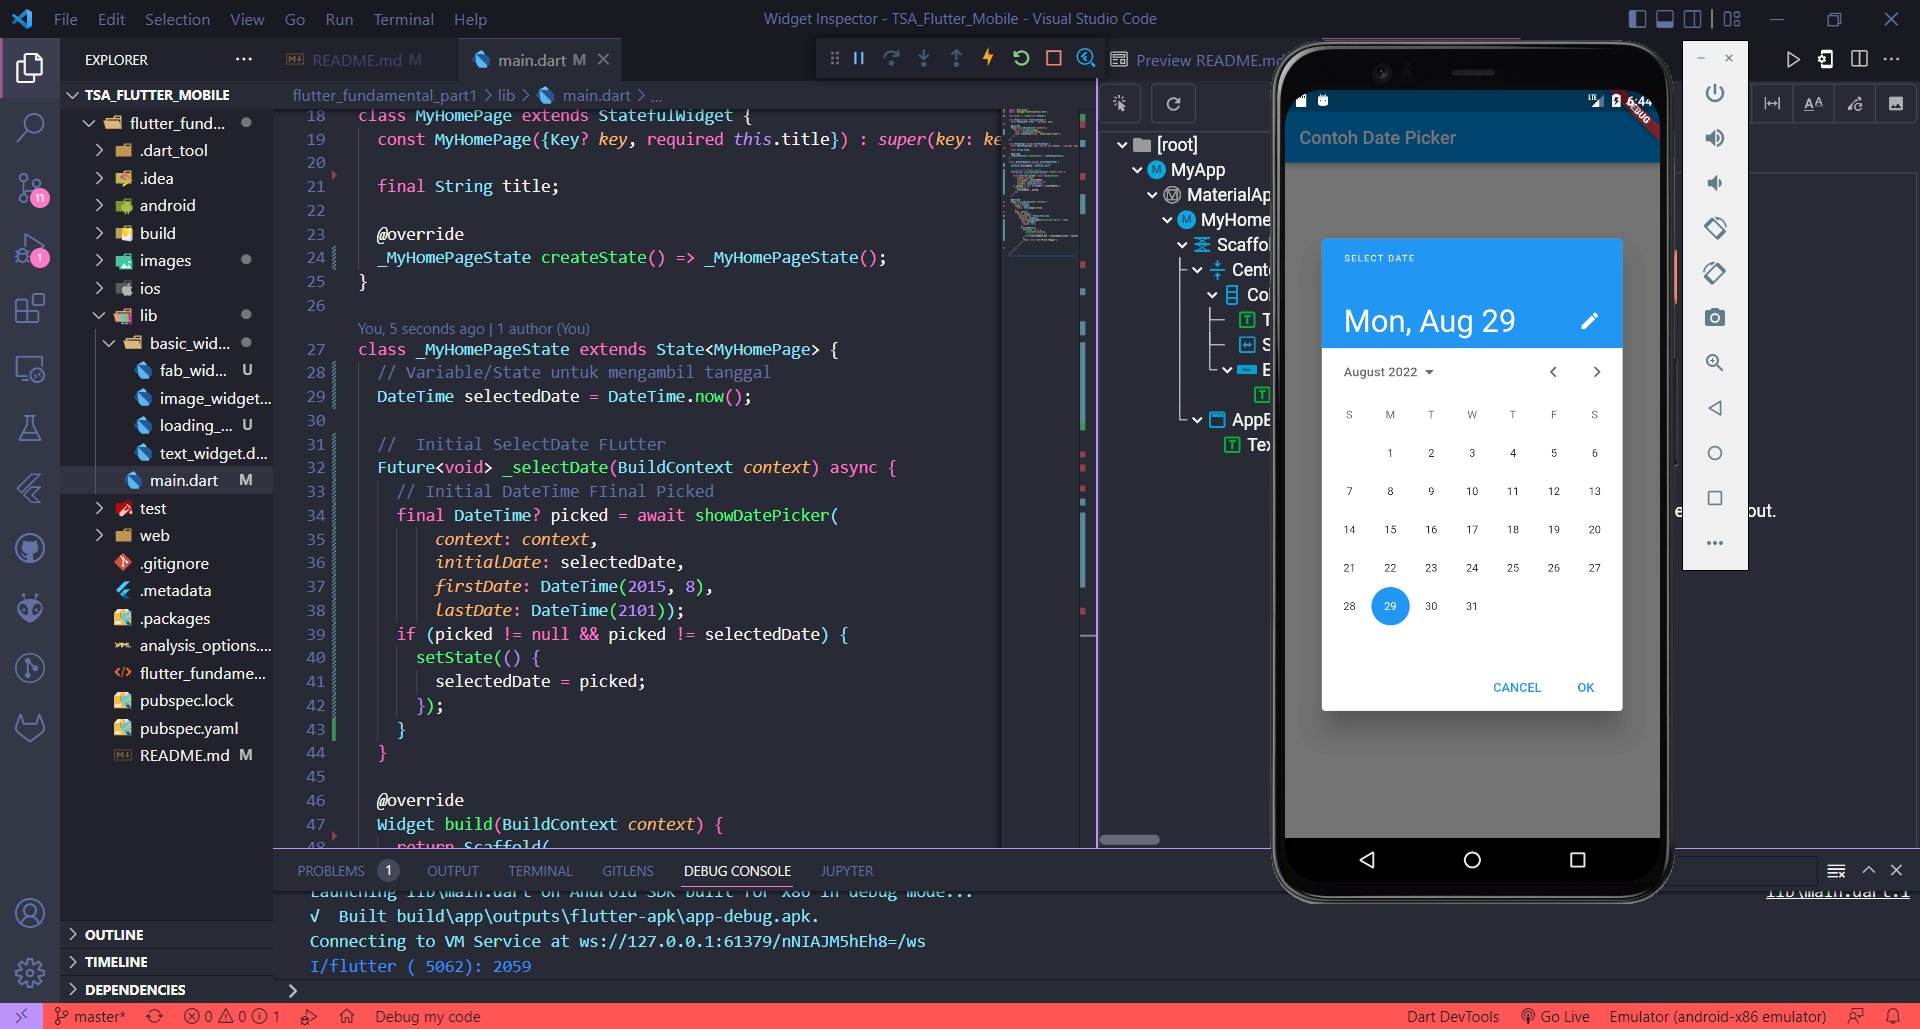 File Edit Selection View Go Run Terminal Help
Widget Inspector - TSA_Flutter_Mobile - Visual Studio Code
EXPLORER
TSA_FLUTTER_MOBILE
flutter_fund...
.dart_tool
.idea
android
build
images
ios
lib
basic_wid...
fab_wid... U
image_widget...
loading_... U
text_widget.d...
main.dart M
test
web
.gitignore
.metadata
.packages
analysis_options....
flutter_fundame...
pubspec.lock
pubspec.yaml
README.md M
OUTLINE
TIMELINE
DEPENDENCIES
11
1
README.md M
main.dart M
Preview README.md
flutter_fundamental_part1 > lib > main.dart > ...
18 class MyHomePage extends StatefulWidget {
19 const MyHomePage({Key? key, required this.title}) : super(key: ke
20
21 final String title;
22
23 @override
24 _MyHomePageState createState() => _MyHomePageState();
25 }
26
You, 5 seconds ago | 1 author (You)
27 class _MyHomePageState extends State<MyHomePage> {
28 // Variable/State untuk mengambil tanggal
29 DateTime selectedDate = DateTime.now();
30
31 //  Initial SelectDate FLutter
32 Future<void> _selectDate(BuildContext context) async {
33 // Initial DateTime FIinal Picked
34 final DateTime? picked = await showDatePicker(
35 context: context,
36 initialDate: selectedDate,
37 firstDate: DateTime(2015, 8),
38 lastDate: DateTime(2101));
39 if (picked != null && picked != selectedDate) {
40 setState(() {
41 selectedDate = picked;
42 });
43 }
44 }
45
46 @override
47 Widget build(BuildContext context) {
48 return Scaffold(
[root]
MyApp
MaterialAp
MyHome
Scaffol
Cente
Col
T
S
E
AppB
Tex
out.
6:44
DEBUG
Contoh Date Picker
SELECT DATE
Mon, Aug 29
August 2022
S M T W T F S
1 2 3 4 5 6
7 8 9 10 11 12 13
14 15 16 17 18 19 20
21 22 23 24 25 26 27
28 29 30 31
CANCEL OK
PROBLEMS 1 OUTPUT TERMINAL GITLENS DEBUG CONSOLE JUPYTER
Launching lib\main.dart on Android SDK built for x86 in debug mode...
lib\main.dart:1
√ Built build\app\outputs\flutter-apk\app-debug.apk.
Connecting to VM Service at ws://127.0.0.1:61379/nNIAJM5hEh8=/ws
I/flutter ( 5062): 2059
master* 0 0 1 Debug my code
Dart DevTools Go Live Emulator (android-x86 emulator)